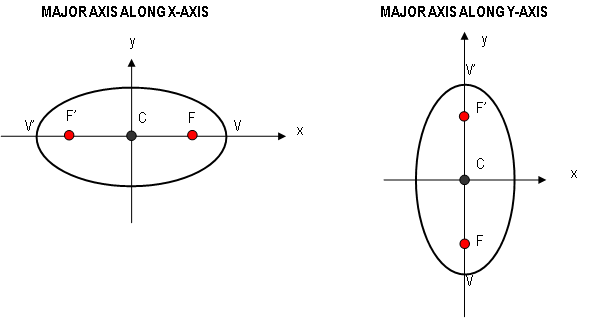 MAJOR AXIS ALONG X-AXIS
y
V' F' C F V x
MAJOR AXIS ALONG Y-AXIS
y
V'
F'
C
x
F
V